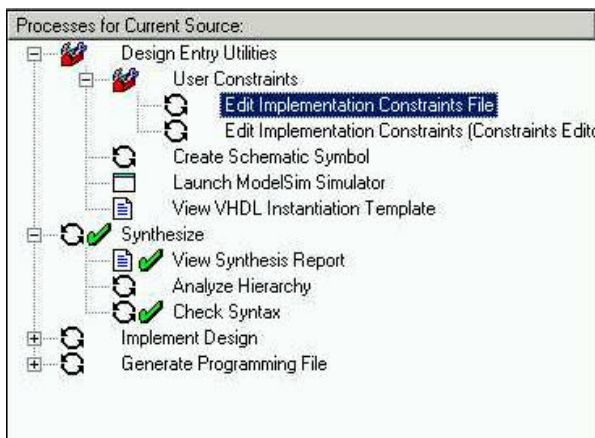 Processes for Current Source:
Design Entry Utilities
User Constraints
Edit Implementation Constraints File
Edit Implementation Constraints (Constraints Edito
Create Schematic Symbol
Launch ModelSim Simulator
View VHDL Instantiation Template
Synthesize
View Synthesis Report
Analyze Hierarchy
Check Syntax
Implement Design
Generate Programming File